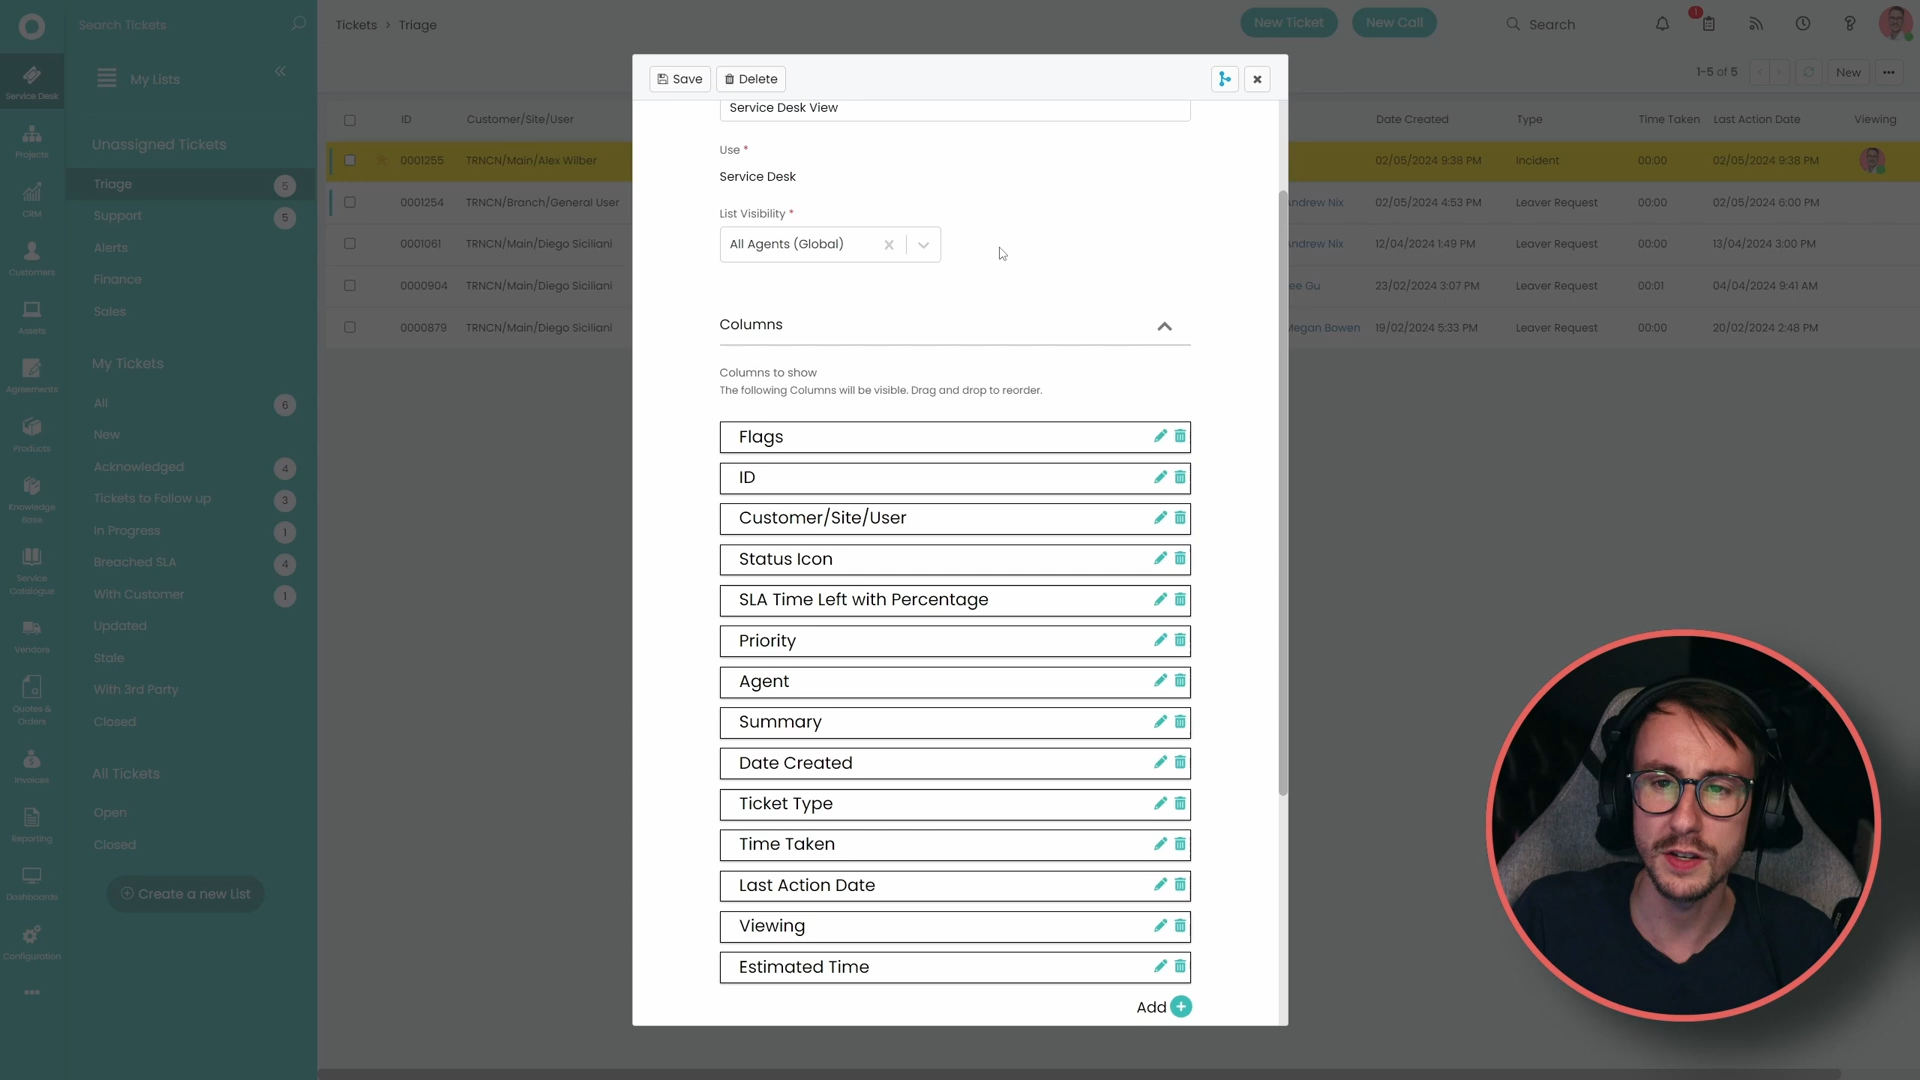 Search Tickets
Tickets > Triage
New Ticket
New Call
Search
1
Service Desk
My Lists
Save
Delete
1-5 of 5
New
Projects
CRM
Customers
Assets
Agreements
Products
Knowledge
Base
Service
Catalogue
Vendors
Quotes &
Orders
Invoices
Reporting
Dashboards
Configuration
Unassigned Tickets
Triage 5
Support 5
Alerts
Finance
Sales
My Tickets
All 6
New
Acknowledged 4
Tickets to Follow up 3
In Progress 1
Breached SLA 4
With Customer 1
Updated
Stale
With 3rd Party
Closed
All Tickets
Open
Closed
Create a new List
ID Customer/Site/User Date Created Type Time Taken Last Action Date Viewing
0001255 TRNCN/Main/Alex Wilber 02/05/2024 9:38 PM Incident 00:00 02/05/2024 9:38 PM
0001254 TRNCN/Branch/General User Andrew Nix 02/05/2024 4:53 PM Leaver Request 00:00 02/05/2024 6:00 PM
0001061 TRNCN/Main/Diego Siciliani Andrew Nix 12/04/2024 1:49 PM Leaver Request 00:00 13/04/2024 3:00 PM
0000904 TRNCN/Main/Diego Siciliani ee Gu 23/02/2024 3:07 PM Leaver Request 00:01 04/04/2024 9:41 AM
0000879 TRNCN/Main/Diego Siciliani Megan Bowen 19/02/2024 5:33 PM Leaver Request 00:00 20/02/2024 2:48 PM
Service Desk View
Use *
Service Desk
List Visibility *
All Agents (Global)
Columns
Columns to show
The following Columns will be visible. Drag and drop to reorder.
Flags
ID
Customer/Site/User
Status Icon
SLA Time Left with Percentage
Priority
Agent
Summary
Date Created
Ticket Type
Time Taken
Last Action Date
Viewing
Estimated Time
Add